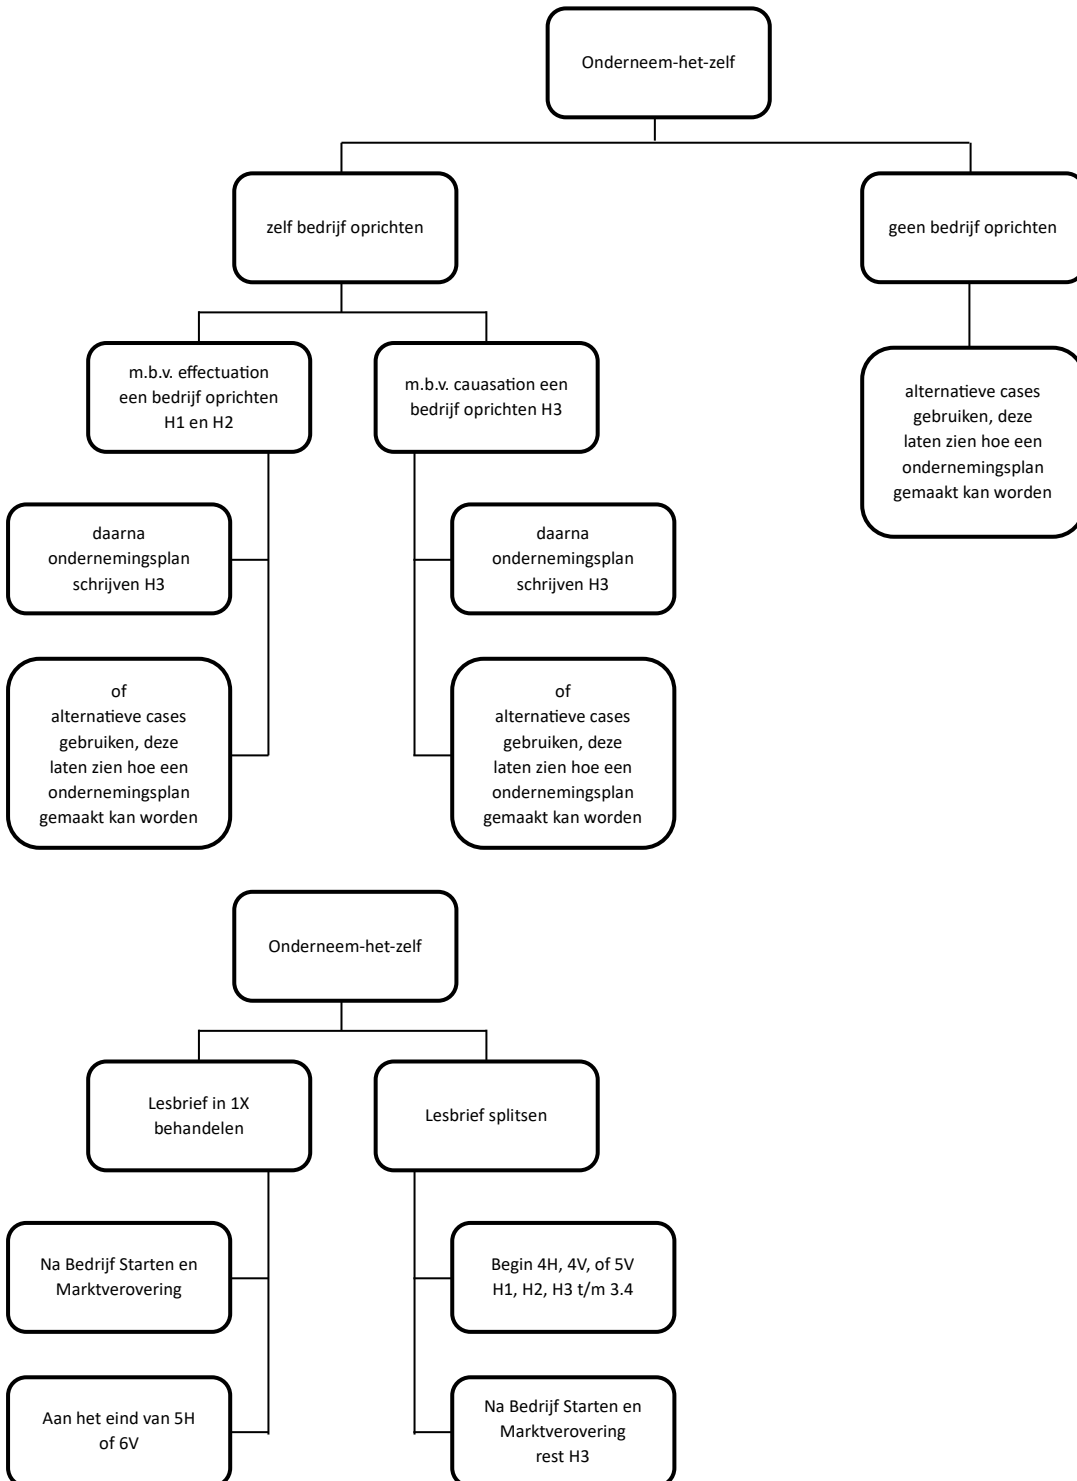 Onderneem-het-zelf
zelf bedrijf oprichten
geen bedrijf oprichten
m.b.v. effectuation
een bedrijf oprichten
H1 en H2
m.b.v. cauasation een
bedrijf oprichten H3
alternatieve cases
gebruiken, deze
laten zien hoe een
ondernemingsplan
gemaakt kan worden
daarna
ondernemingsplan
schrijven H3
daarna
ondernemingsplan
schrijven H3
of
alternatieve cases
gebruiken, deze
laten zien hoe een
ondernemingsplan
gemaakt kan worden
of
alternatieve cases
gebruiken, deze
laten zien hoe een
ondernemingsplan
gemaakt kan worden
Onderneem-het-zelf
Lesbrief in 1X
behandelen
Lesbrief splitsen
Na Bedrijf Starten en
Marktverovering
Begin 4H, 4V, of 5V
H1, H2, H3 t/m 3.4
Aan het eind van 5H
of 6V
Na Bedrijf Starten en
Marktverovering
rest H3